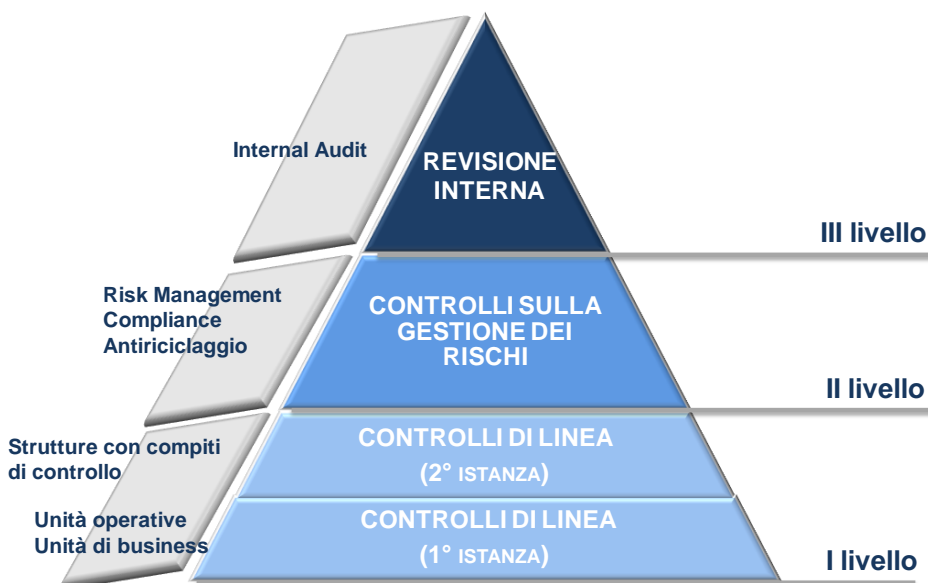 Internal Audit
REVISIONE
INTERNA
III livello
Risk Management
Compliance
Antiriciclaggio
CONTROLLI SULLA
GESTIONE DEI
RISCHI
II livello
Strutture con compiti
di controllo
CONTROLLI DI LINEA
(2° ISTANZA)
Unità operative
Unità di business
CONTROLLI DI LINEA
(1° ISTANZA)
I livello